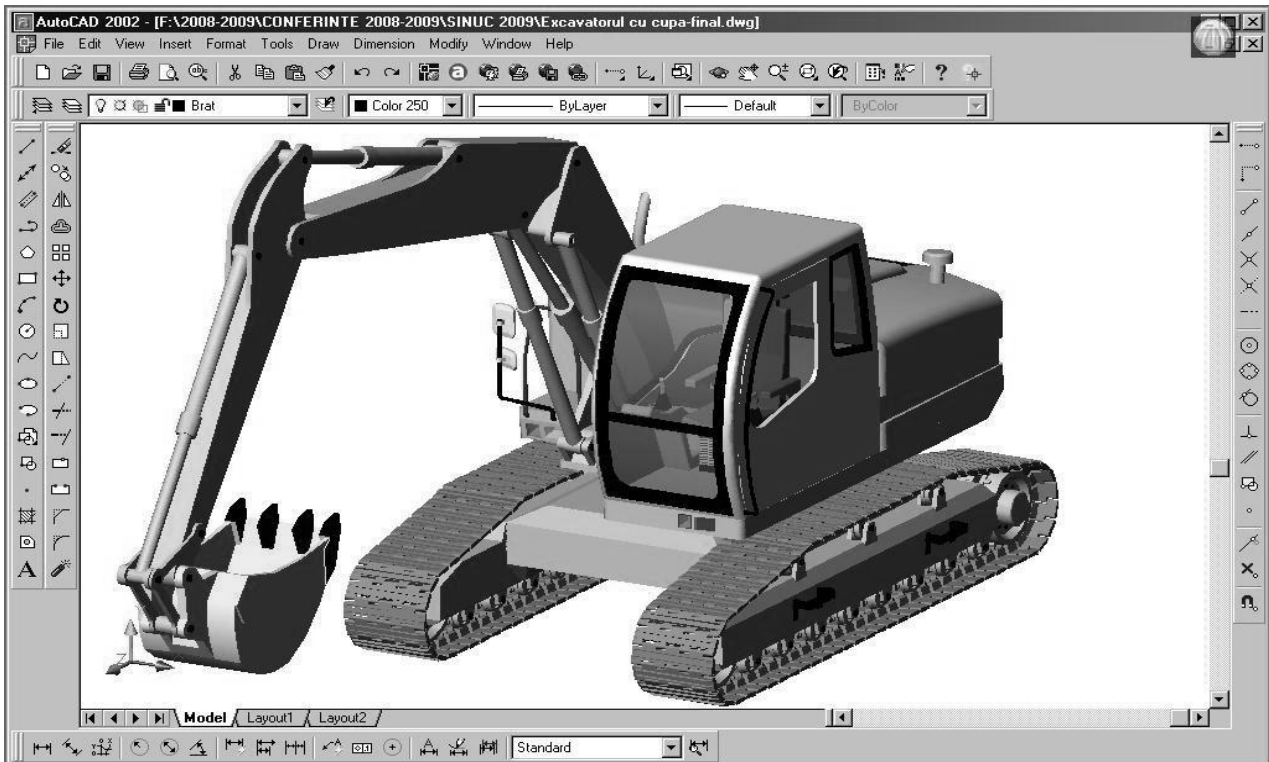 AutoCAD 2002 - [F:\2008-2009\CONFERINTE 2008-2009\SINUC 2009\Excavatorul cu cupa-final.dwg]
File Edit View Insert Format Tools Draw Dimension Modify Window Help
Brat Color 250 ByLayer Default ByColor
A
Model Layout1 Layout2
Standard